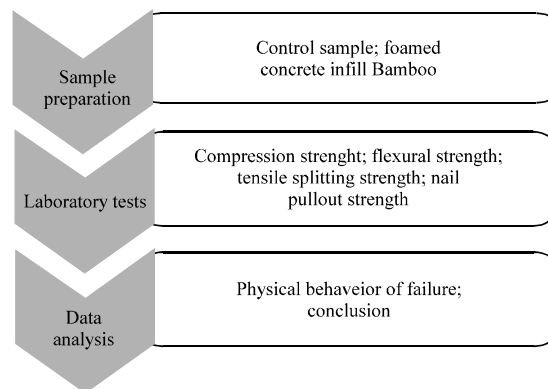 Sample
preparation
Control sample; foamed
concrete infill Bamboo
Laboratory tests
Compression strenght; flexural strength;
tensile splitting strength; nail
pullout strength
Data
analysis
Physical behaveior of failure;
conclusion